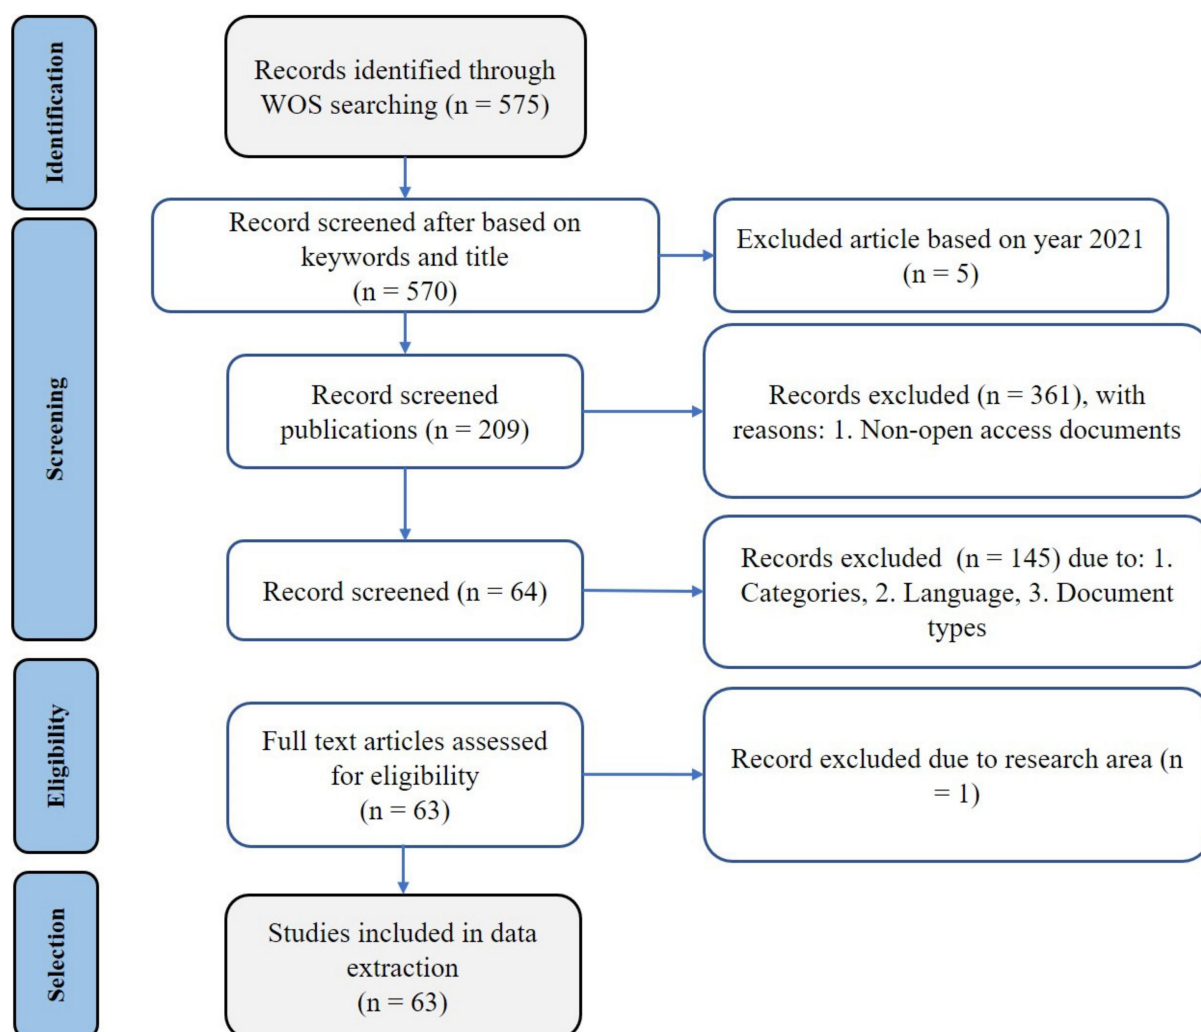 Identification
Records identified through
WOS searching (n = 575)
Screening
Record screened after based on
keywords and title
(n = 570)
Excluded article based on year 2021
(n = 5)
Record screened
publications (n = 209)
Records excluded (n = 361), with
reasons: 1. Non-open access documents
Record screened (n = 64)
Records excluded  (n = 145) due to: 1.
Categories, 2. Language, 3. Document
types
Eligibility
Full text articles assessed
for eligibility
(n = 63)
Record excluded due to research area (n
= 1)
Selection
Studies included in data
extraction
(n = 63)